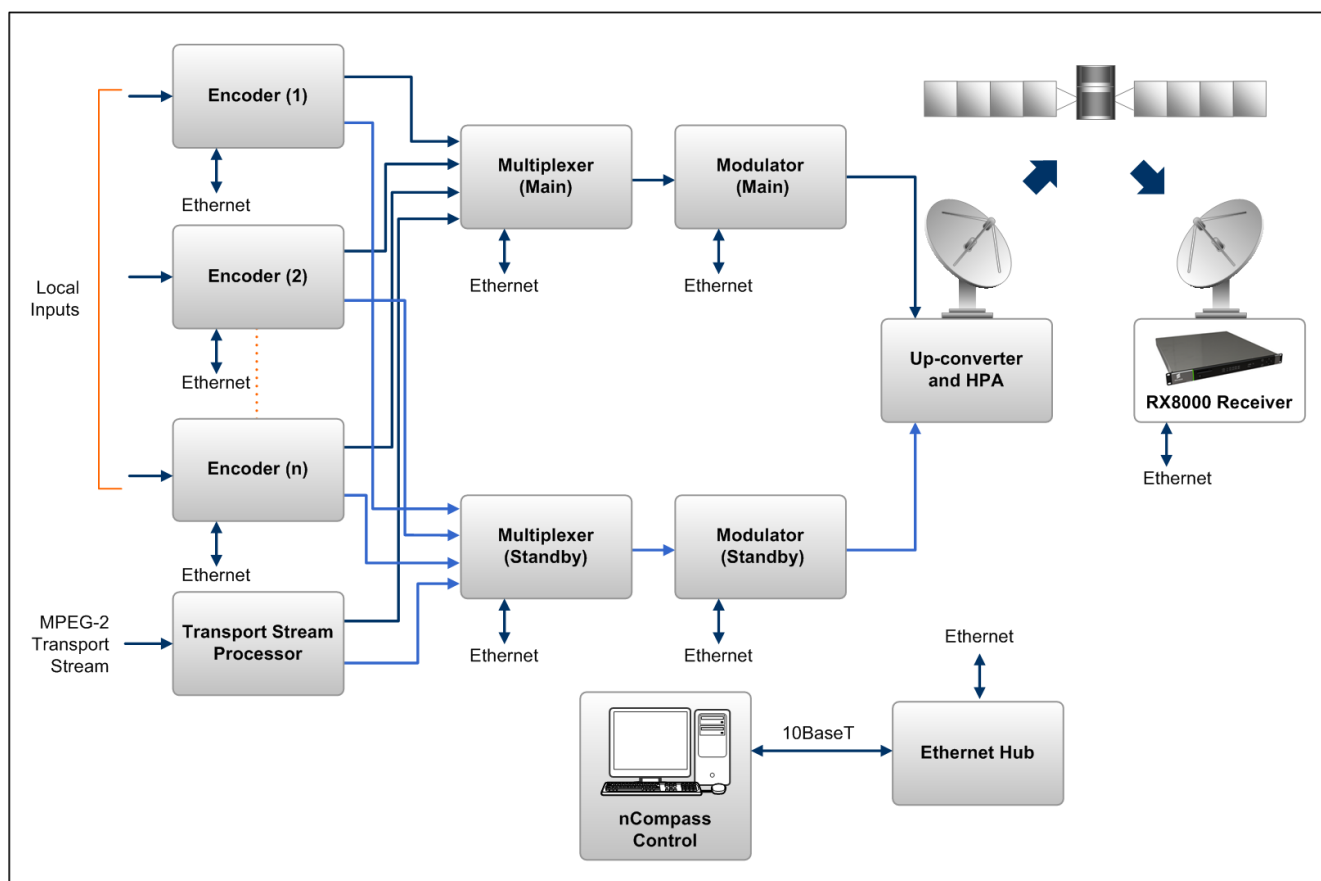 Encoder (1)
Ethernet
Local
Inputs
Encoder (2)
Ethernet
Encoder (n)
Ethernet
MPEG-2
Transport
Stream
Transport Stream
Processor
Multiplexer
(Main)
Ethernet
Modulator
(Main)
Ethernet
Multiplexer
(Standby)
Ethernet
Modulator
(Standby)
Ethernet
Up-converter
and HPA
RX8000 Receiver
Ethernet
nCompass
Control
10BaseT
Ethernet
Ethernet Hub